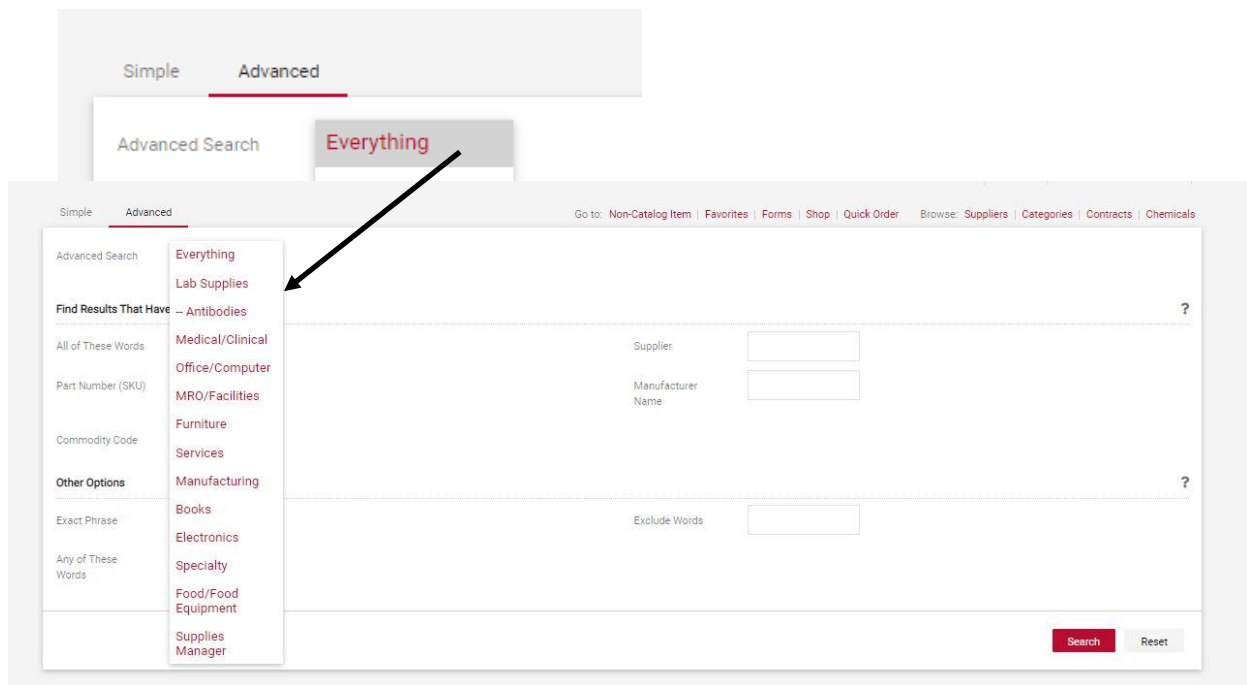 Simple Advanced
Advanced Search Everything
Simple Advanced Go to: Non-Catalog Item | Favorites | Forms | Shop | Quick Order Browse: Suppliers | Categories | Contracts | Chemicals
Advanced Search Everything
Lab Supplies
Find Results That Have -- Antibodies ?
All of These Words Medical/Clinical Supplier
Office/Computer
Part Number (SKU) MRO/Facilities Manufacturer
Name
Furniture
Commodity Code
Services
Other Options Manufacturing ?
Books
Exact Phrase Exclude Words
Electronics
Any of These
Words
Specialty
Food/Food
Equipment
Supplies
Manager
Search Reset